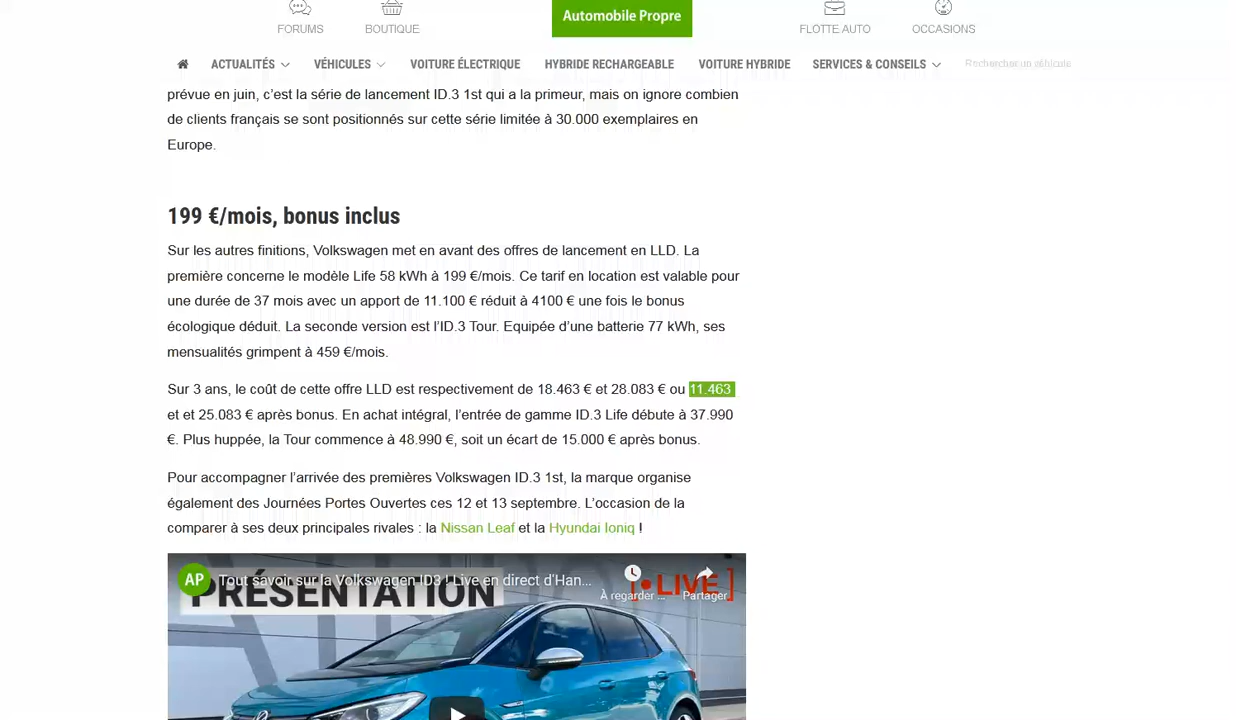 FORUMS BOUTIQUE Automobile Propre FLOTTE AUTO OCCASIONS
ACTUALITÉS VÉHICULES VOITURE ÉLECTRIQUE HYBRIDE RECHARGEABLE VOITURE HYBRIDE SERVICES & CONSEILS Rechercher un véhicule
prévue en juin, c’est la série de lancement ID.3 1st qui a la primeur, mais on ignore combien
de clients français se sont positionnés sur cette série limitée à 30.000 exemplaires en
Europe.
199 €/mois, bonus inclus
Sur les autres finitions, Volkswagen met en avant des offres de lancement en LLD. La
première concerne le modèle Life 58 kWh à 199 €/mois. Ce tarif en location est valable pour
une durée de 37 mois avec un apport de 11.100 € réduit à 4100 € une fois le bonus
écologique déduit. La seconde version est l’ID.3 Tour. Equipée d’une batterie 77 kWh, ses
mensualités grimpent à 459 €/mois.
Sur 3 ans, le coût de cette offre LLD est respectivement de 18.463 € et 28.083 € ou 11.463
et et 25.083 € après bonus. En achat intégral, l’entrée de gamme ID.3 Life débute à 37.990
€. Plus huppée, la Tour commence à 48.990 €, soit un écart de 15.000 € après bonus.
Pour accompagner l’arrivée des premières Volkswagen ID.3 1st, la marque organise
également des Journées Portes Ouvertes ces 12 et 13 septembre. L’occasion de la
comparer à ses deux principales rivales : la Nissan Leaf et la Hyundai Ioniq !
AP Tout savoir sur la Volkswagen ID3 ! Live en direct d'Han...
PRÉSENTATION
LIVE
À regarder ... Partager